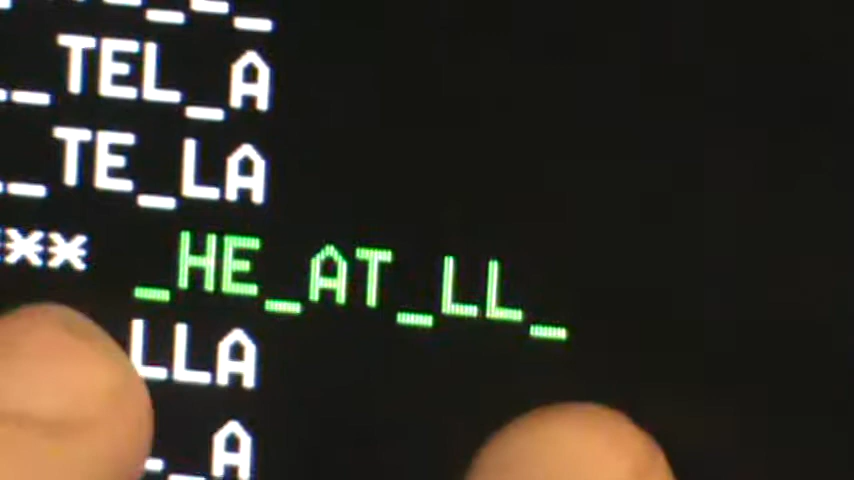 _TEL_A
_TE_LA
** _HE_AT_LL_
LLA
_A